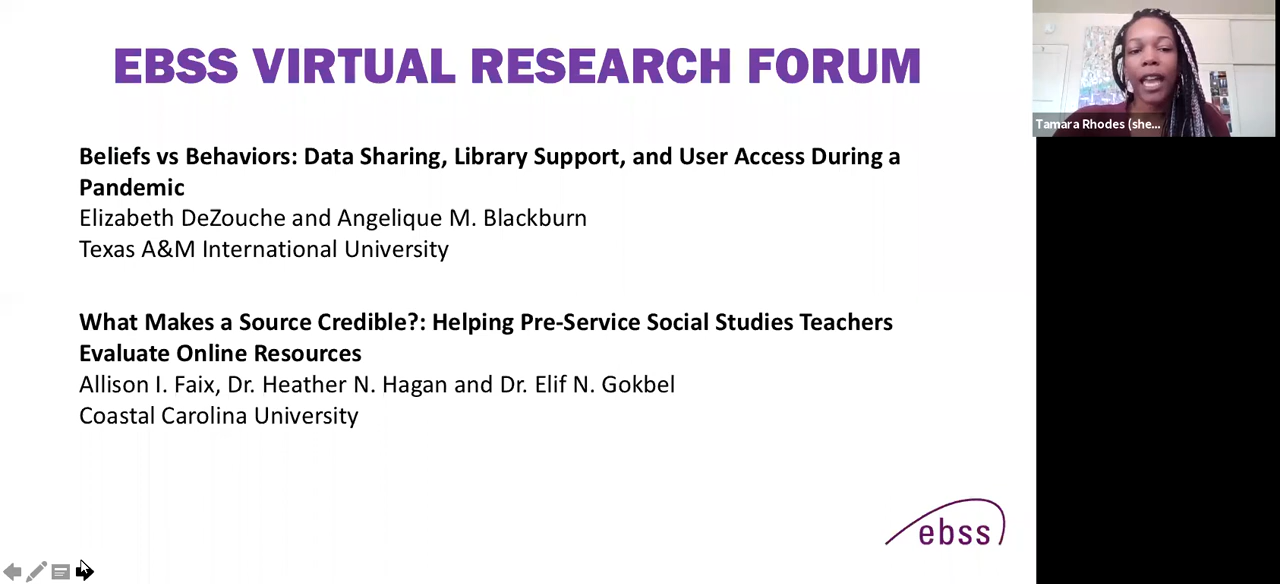 EBSS VIRTUAL RESEARCH FORUM
Beliefs vs Behaviors: Data Sharing, Library Support, and User Access During a
Pandemic
Elizabeth DeZouche and Angelique M. Blackburn
Texas A&M International University
What Makes a Source Credible?: Helping Pre-Service Social Studies Teachers
Evaluate Online Resources
Allison I. Faix, Dr. Heather N. Hagan and Dr. Elif N. Gokbel
Coastal Carolina University
ebss
Tamara Rhodes (she...